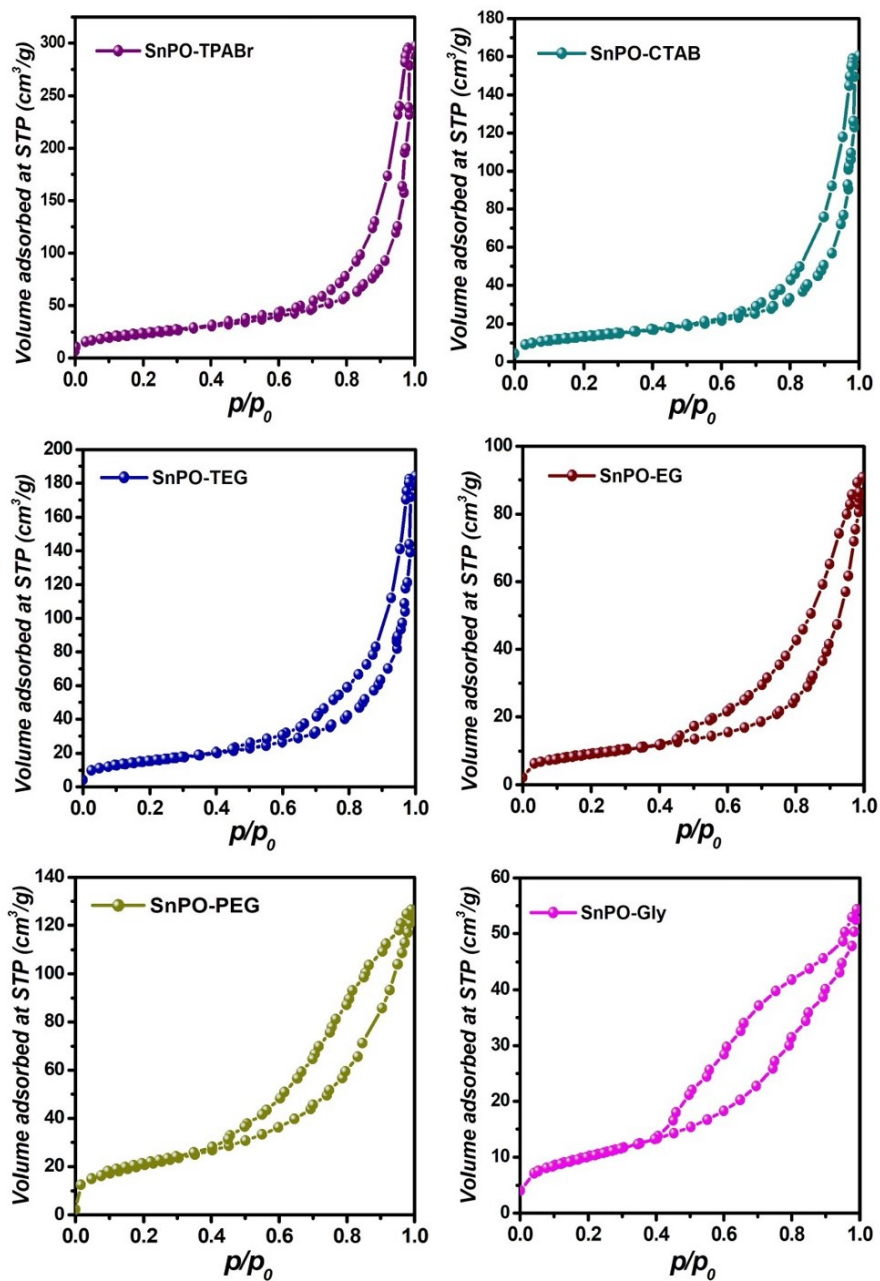 SnPO-TPABr
Volume adsorbed at STP (cm³/g)
300
250
200
150
100
50
0
0.0 0.2 0.4 0.6 0.8 1.0
p/p₀
SnPO-CTAB
Volume adsorbed at STP (cm³/g)
180
160
140
120
100
80
60
40
20
0
0.0 0.2 0.4 0.6 0.8 1.0
p/p₀
SnPO-TEG
Volume adsorbed at STP (cm³/g)
200
180
160
140
120
100
80
60
40
20
0
0.0 0.2 0.4 0.6 0.8 1.0
p/p₀
SnPO-EG
Volume adsorbed at STP (cm³/g)
100
80
60
40
20
0
0.0 0.2 0.4 0.6 0.8 1.0
p/p₀
SnPO-PEG
Volume adsorbed at STP (cm³/g)
140
120
100
80
60
40
20
0
0.0 0.2 0.4 0.6 0.8 1.0
p/p₀
SnPO-Gly
Volume adsorbed at STP (cm³/g)
60
50
40
30
20
10
0
0.0 0.2 0.4 0.6 0.8 1.0
p/p₀